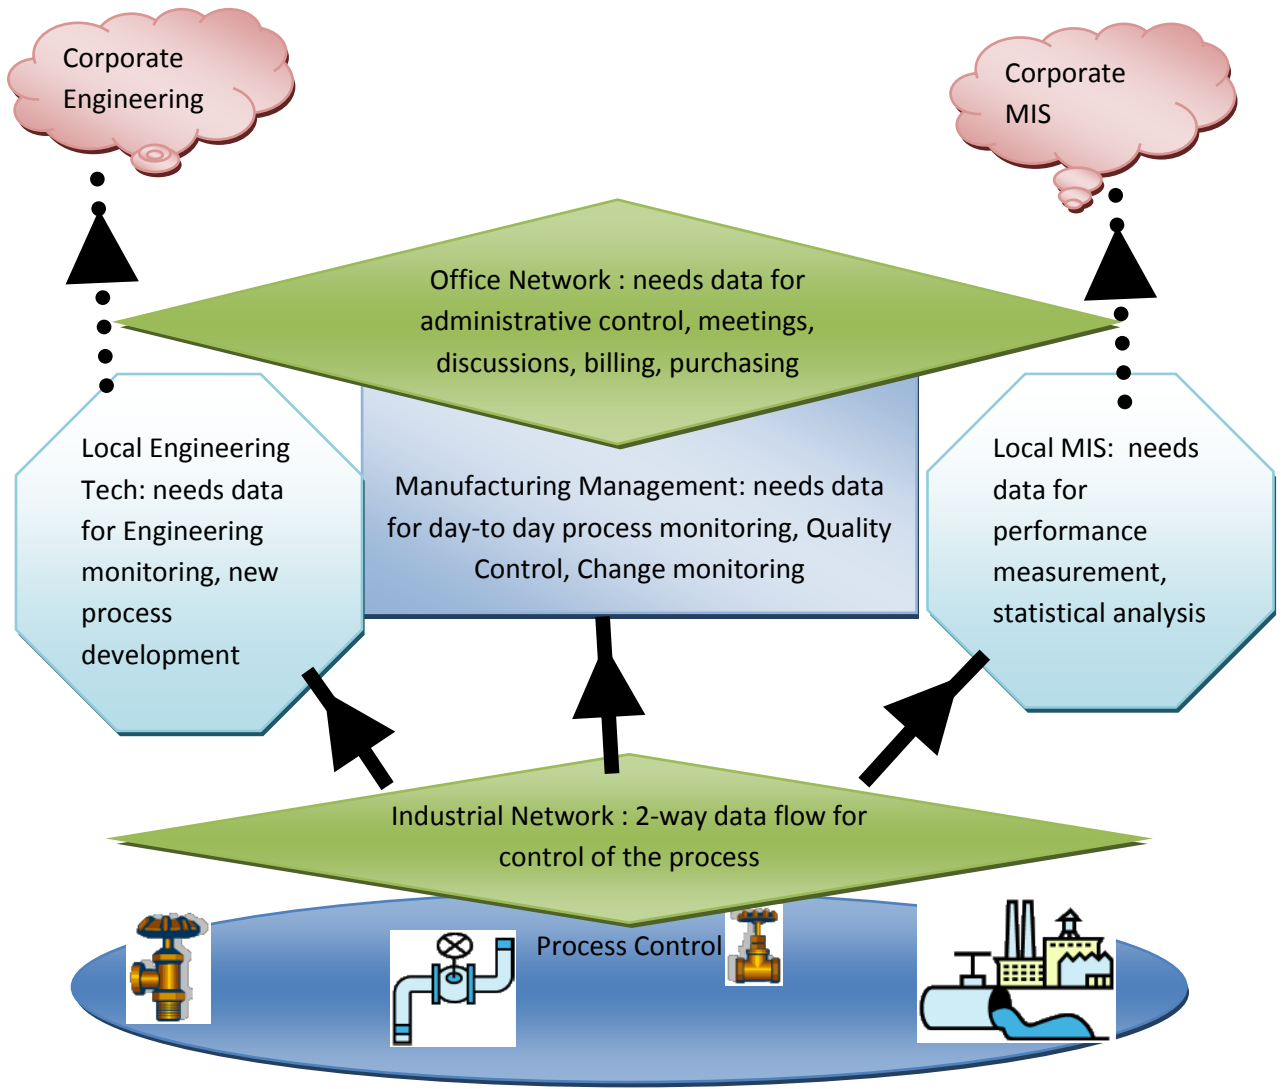 Corporate
Engineering
Corporate
MIS
Office Network : needs data for
administrative control, meetings,
discussions, billing, purchasing
Local Engineering
Tech: needs data
for Engineering
monitoring, new
process
development
Manufacturing Management: needs data
for day-to day process monitoring, Quality
Control, Change monitoring
Local MIS:  needs
data for
performance
measurement,
statistical analysis
Industrial Network : 2-way data flow for
control of the process
Process Control